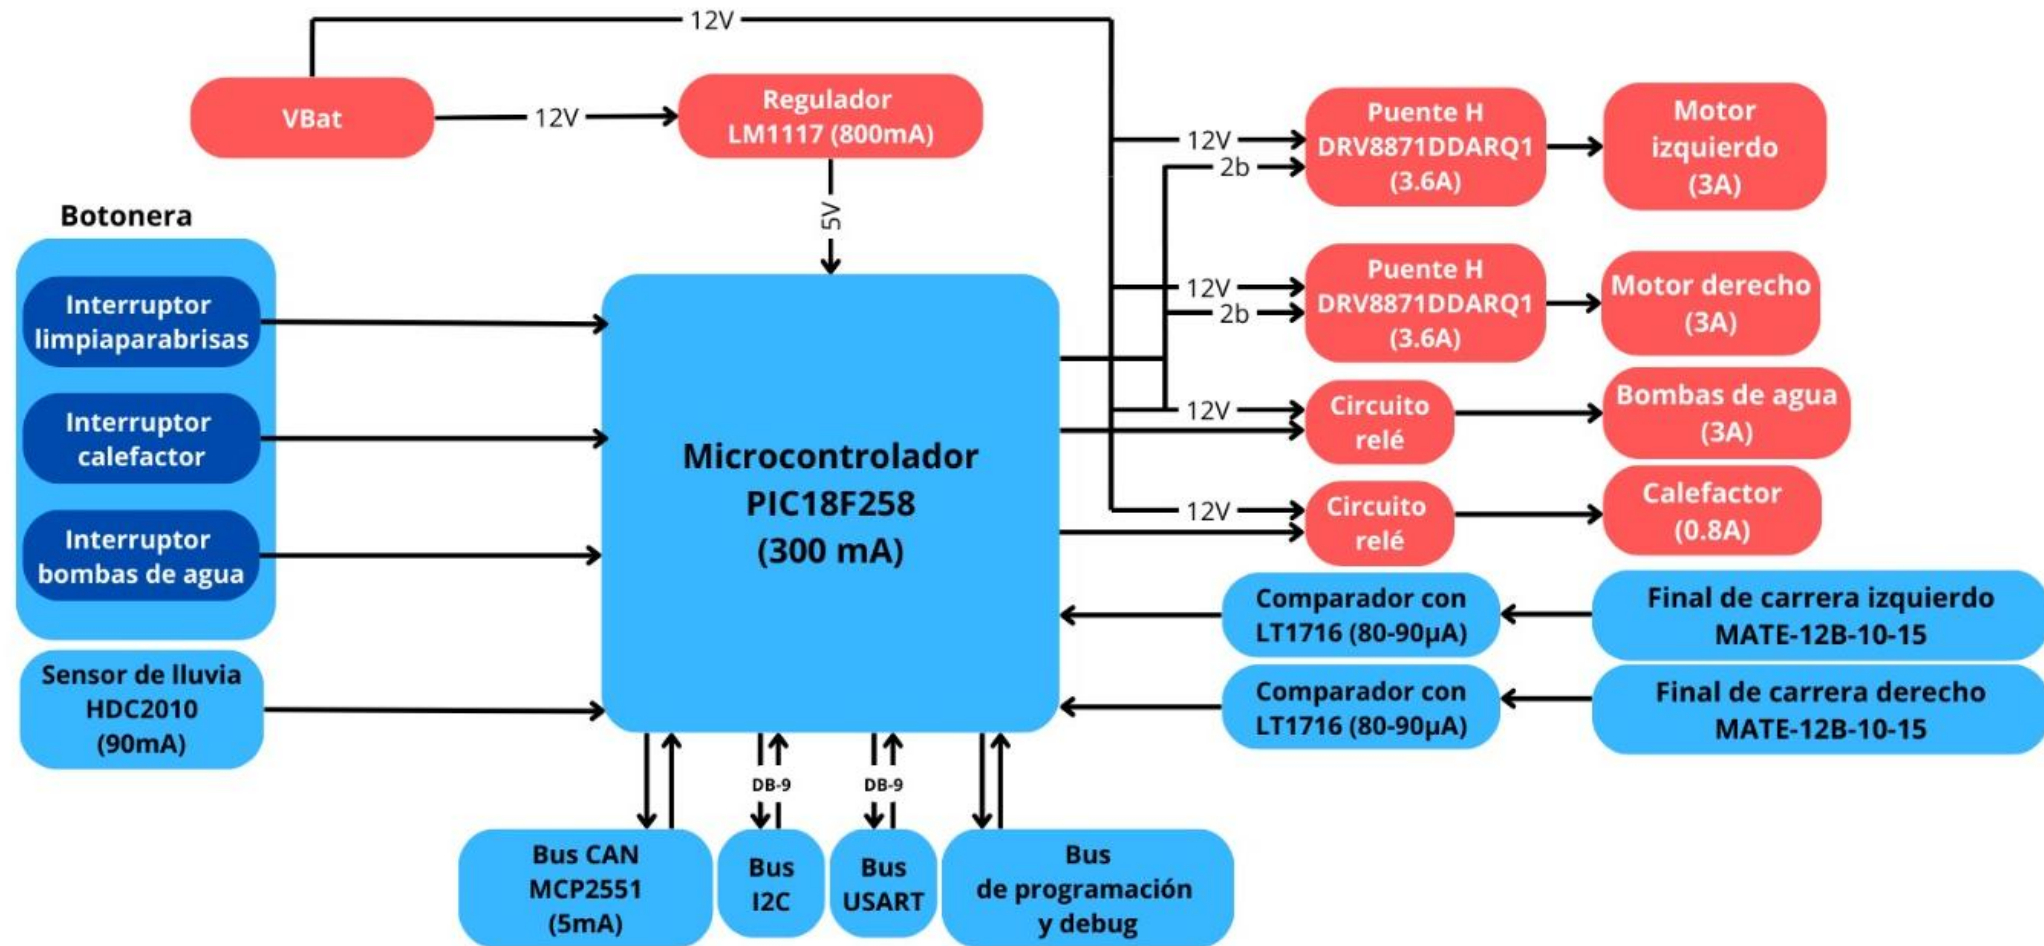 12V
VBat
12V
Regulador
LM1117 (800mA)
5V
Botonera
Interruptor
limpiaparabrisas
Interruptor
calefactor
Interruptor
bombas de agua
Sensor de lluvia
HDC2010
(90mA)
Microcontrolador
PIC18F258
(300 mA)
12V
2b
Puente H
DRV8871DDARQ1
(3.6A)
Motor
izquierdo
(3A)
12V
2b
Puente H
DRV8871DDARQ1
(3.6A)
Motor derecho
(3A)
12V
Circuito
relé
Bombas de agua
(3A)
12V
Circuito
relé
Calefactor
(0.8A)
Comparador con
LT1716 (80-90µA)
Final de carrera izquierdo
MATE-12B-10-15
Comparador con
LT1716 (80-90µA)
Final de carrera derecho
MATE-12B-10-15
DB-9
DB-9
Bus CAN
MCP2551
(5mA)
Bus
I2C
Bus
USART
Bus
de programación
y debug